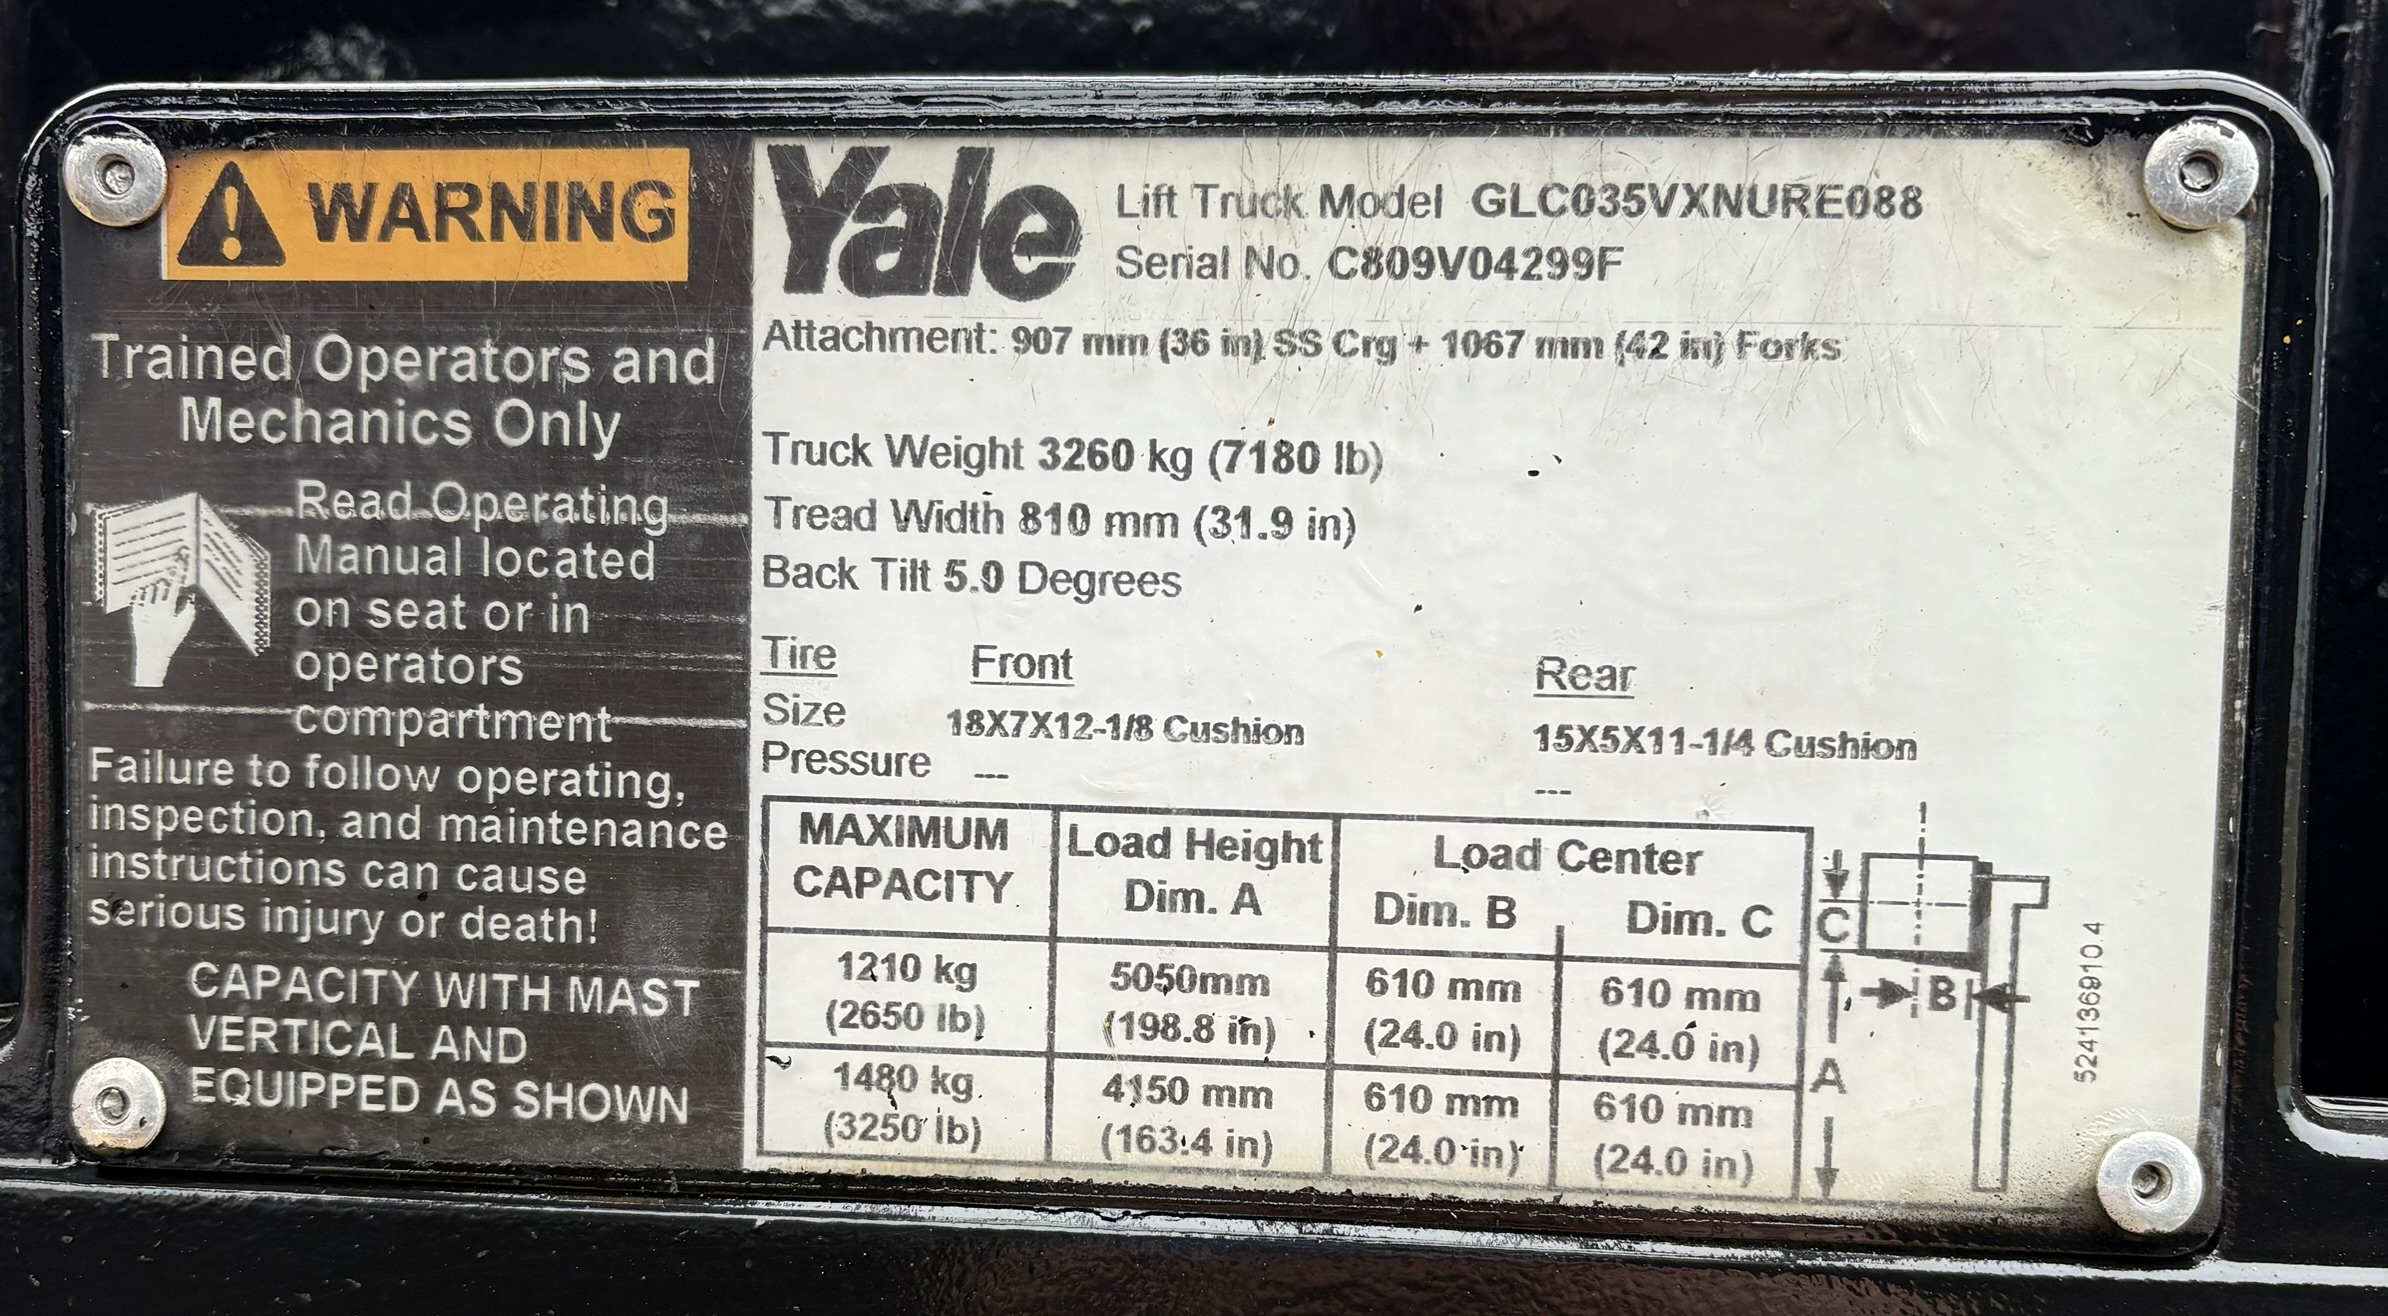 WARNING
Trained Operators and
Mechanics Only
Read Operating
Manual located
on seat or in
operators
compartment
Failure to follow operating,
inspection, and maintenance
instructions can cause
serious injury or death!
CAPACITY WITH MAST
VERTICAL AND
EQUIPPED AS SHOWN
Yale
Lift Truck Model GLC035VXNURE088
Serial No. C809V04299F
Attachment: 907 mm (36 in) SS Crg + 1067 mm (42 in) Forks
Truck Weight 3260 kg (7180 lb)
Tread Width 810 mm (31.9 in)
Back Tilt 5.0 Degrees
Tire Front Rear
Size 18X7X12-1/8 Cushion 15X5X11-1/4 Cushion
Pressure --- ---
MAXIMUM Load Height Load Center
CAPACITY Dim. A Dim. B Dim. C
1210 kg 5050mm 610 mm 610 mm
(2650 lb) (198.8 in) (24.0 in) (24.0 in)
1480 kg 4150 mm 610 mm 610 mm
(3250 lb) (163.4 in) (24.0 in) (24.0 in)
C
B
A
524136910.4